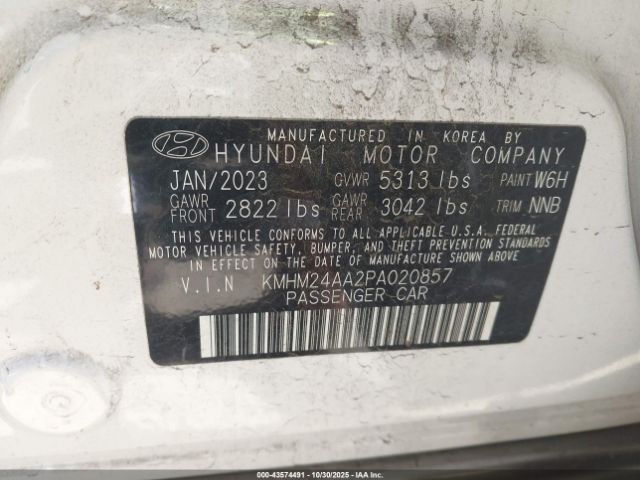 MANUFACTURED IN KOREA BY
HYUNDAI MOTOR COMPANY
JAN/2023 GVWR 5313 lbs PAINT W6H
GAWR FRONT 2822 lbs GAWR REAR 3042 lbs TRIM NNB
THIS VEHICLE CONFORMS TO ALL APPLICABLE U.S.A. FEDERAL
MOTOR VEHICLE SAFETY, BUMPER, AND THEFT PREVENTION STANDARDS
IN EFFECT ON THE DATE OF MANUFACTURE SHOWN ABOVE
V.I.N KMHM24AA2PA020857
PASSENGER CAR
000-43574491 - 10/30/2025 - IAAI.COM